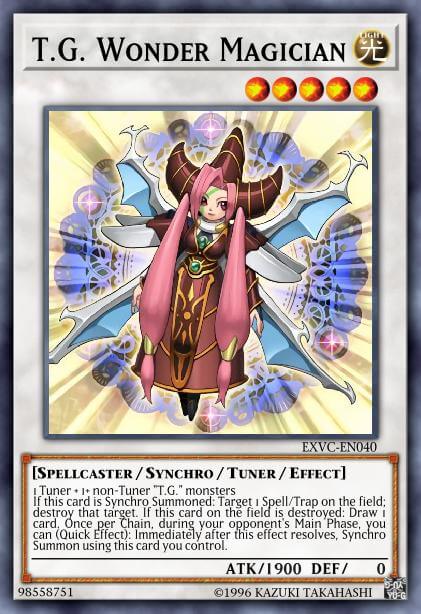 T.G. WONDER MAGICIAN
LIGHT
光
EXVC-EN040
[SPELLCASTER / SYNCHRO / TUNER / EFFECT]
1 Tuner + 1+ non-Tuner "T.G." monsters
If this card is Synchro Summoned: Target 1 Spell/Trap on the field;
destroy that target. If this card on the field is destroyed: Draw 1
card. Once per Chain, during your opponent's Main Phase, you
can (Quick Effect): Immediately after this effect resolves, Synchro
Summon using this card you control.
ATK/1900 DEF/ 0
98558751 ©1996 KAZUKI TAKAHASHI